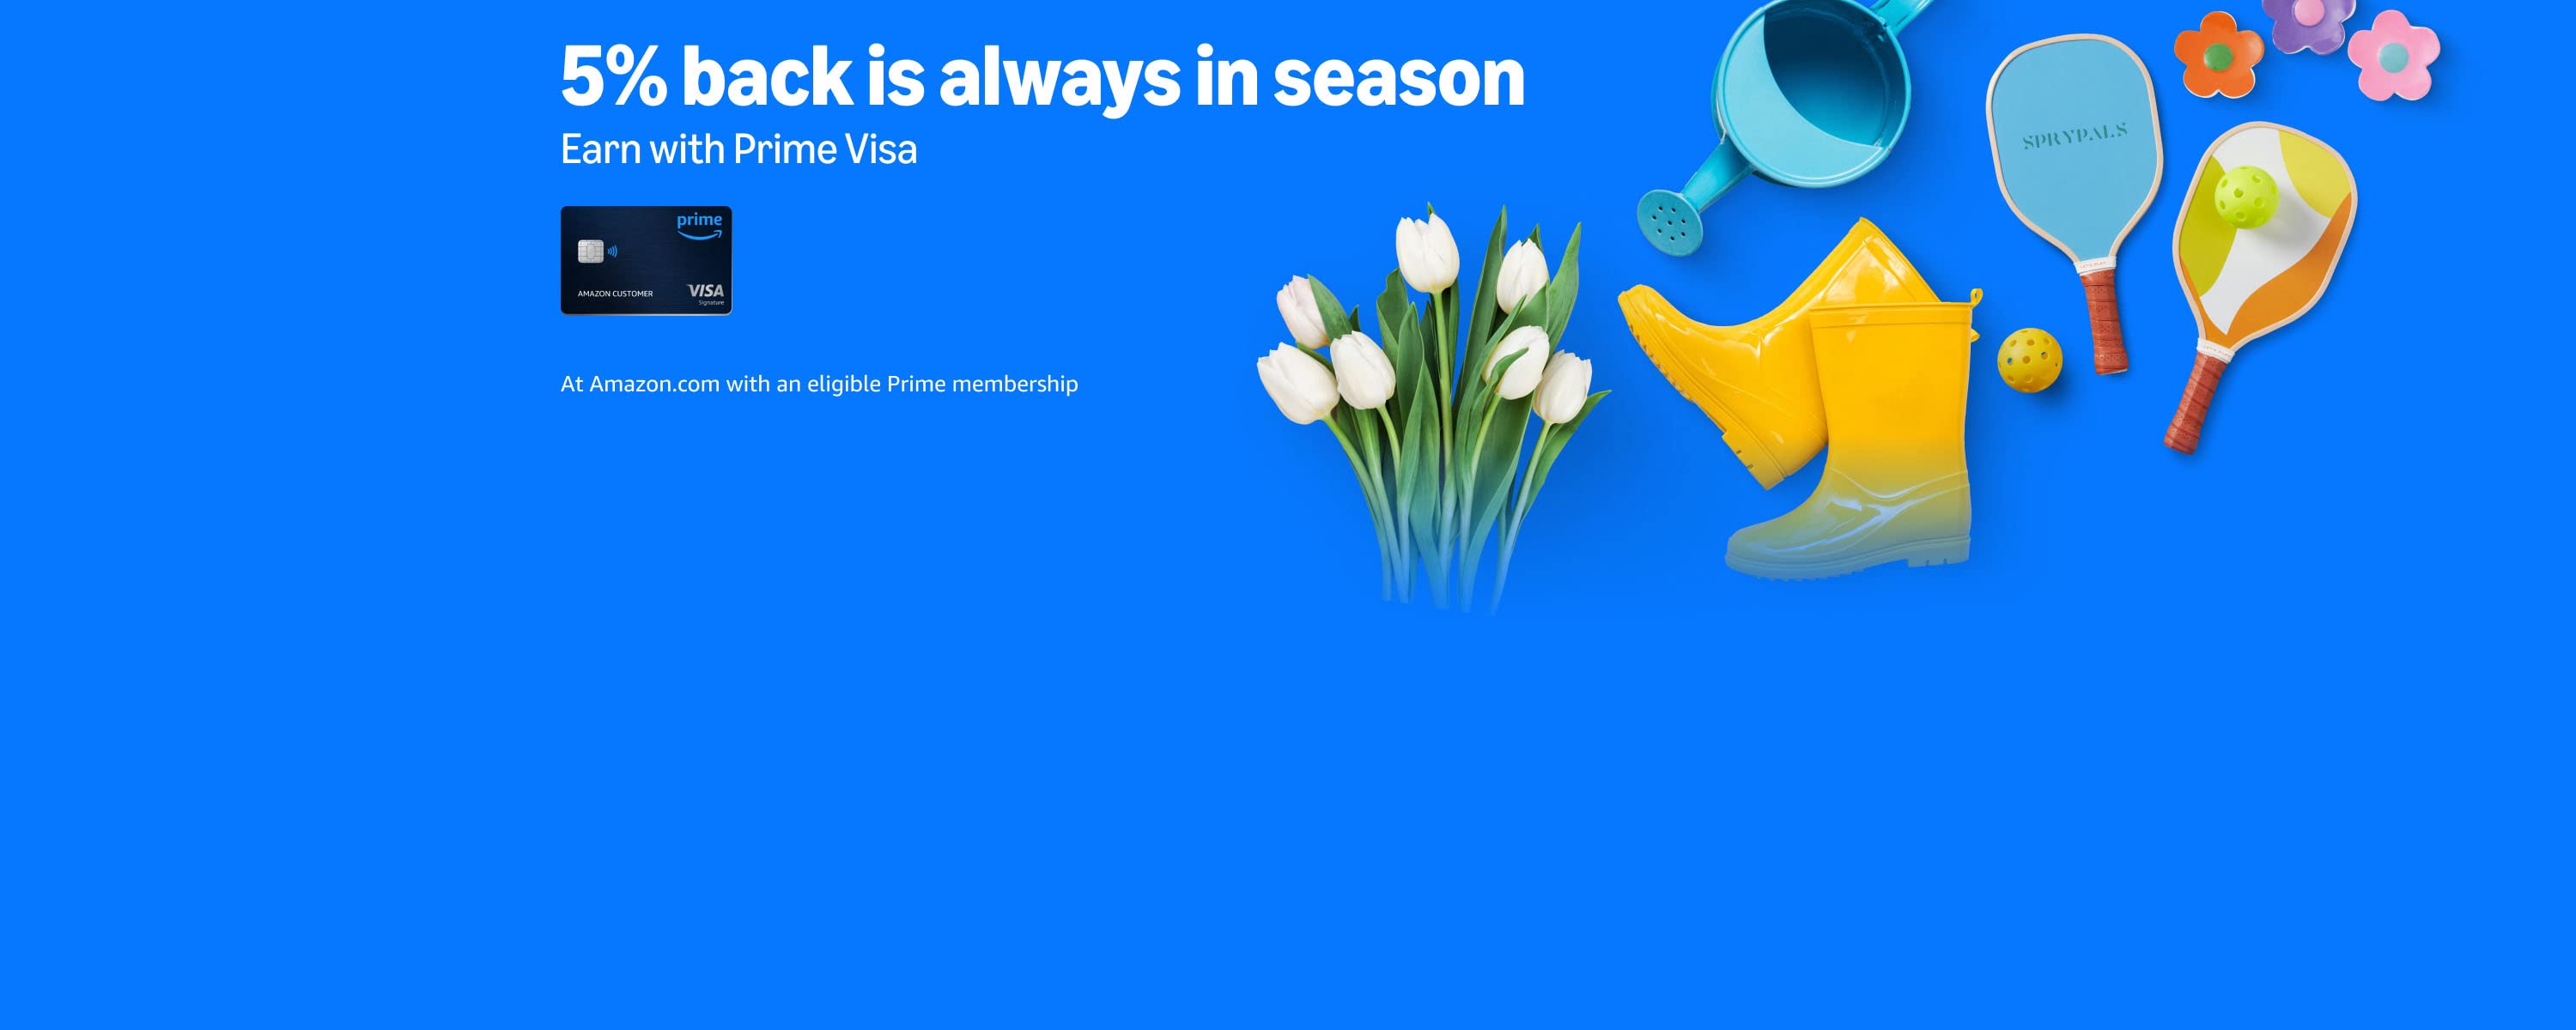 5% back is always in season
Earn with Prime Visa
prime
AMAZON CUSTOMER
VISA
Signature
At Amazon.com with an eligible Prime membership
SPRYPALS